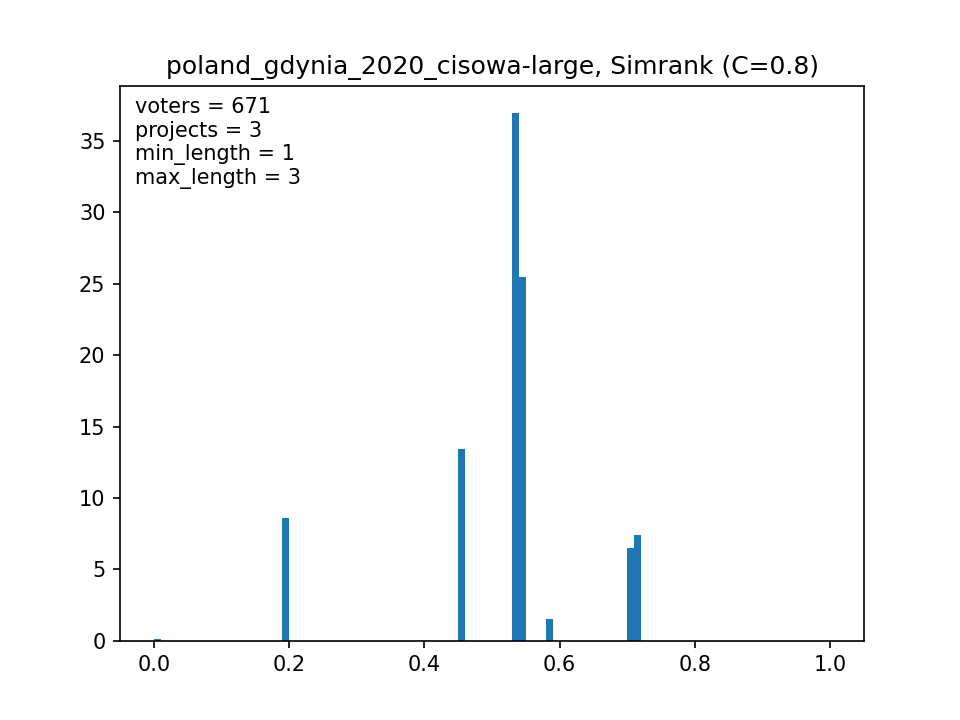 poland_gdynia_2020_cisowa-large, Simrank (C=0.8)
voters = 671
projects = 3
min_length = 1
max_length = 3
35
30
25
20
15
10
5
0
0.0 0.2 0.4 0.6 0.8 1.0